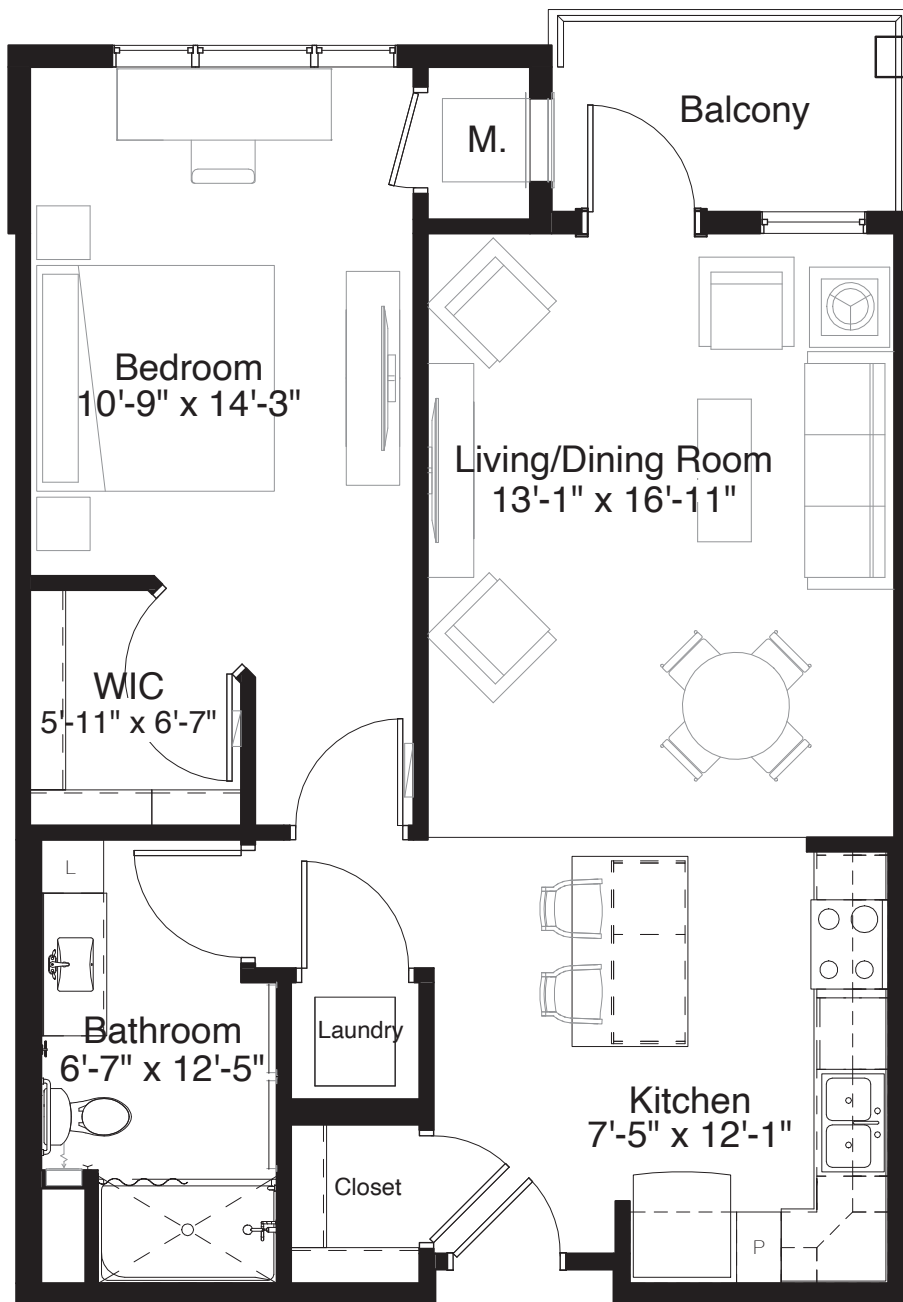 Balcony
M.
Bedroom
10'-9" x 14'-3"
Living/Dining Room
13'-1" x 16'-11"
WIC
5'-11" x 6'-7"
L
Bathroom
6'-7" x 12'-5"
Laundry
Kitchen
7'-5" x 12'-1"
Closet
P